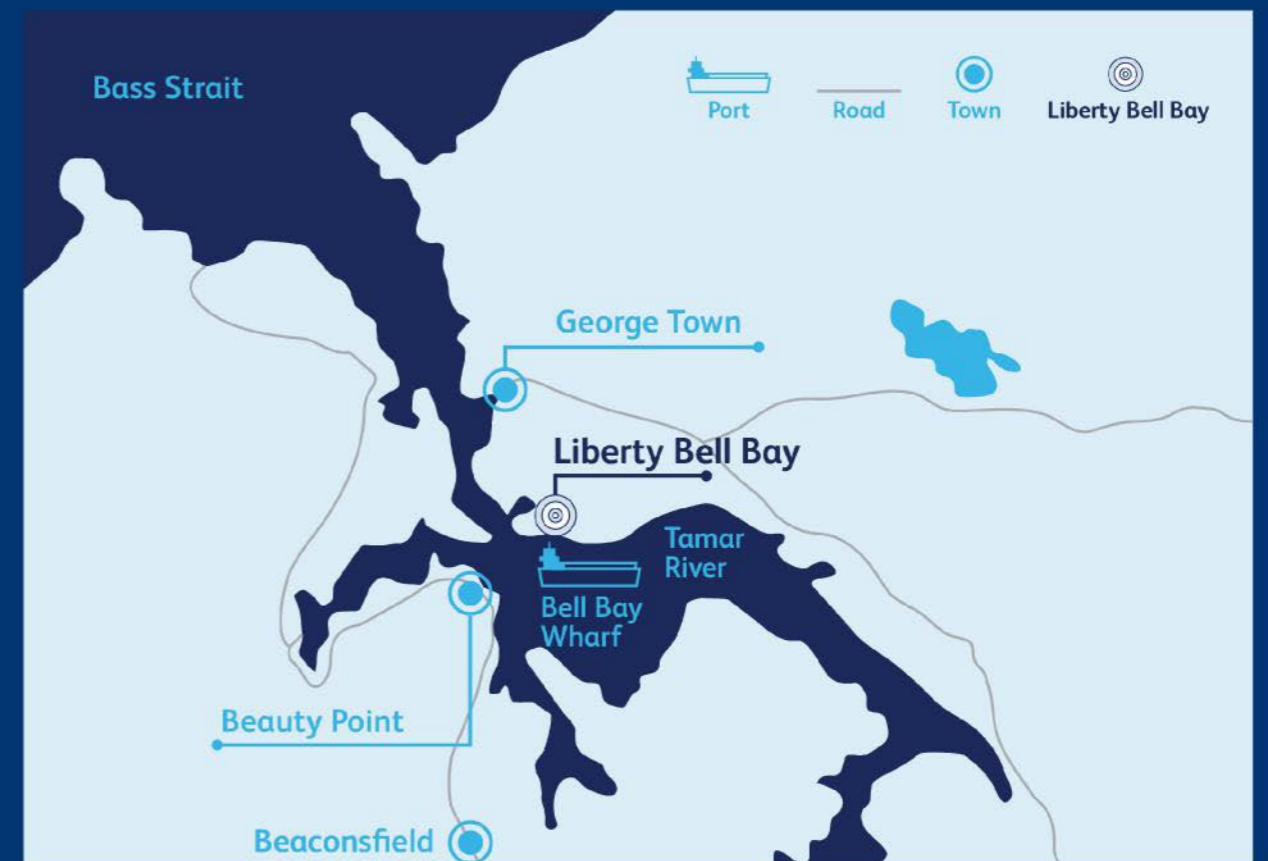 Bass Strait
Port
Road
Town
Liberty Bell Bay
George Town
Liberty Bell Bay
Tamar
River
Bell Bay
Wharf
Beauty Point
Beaconsfield